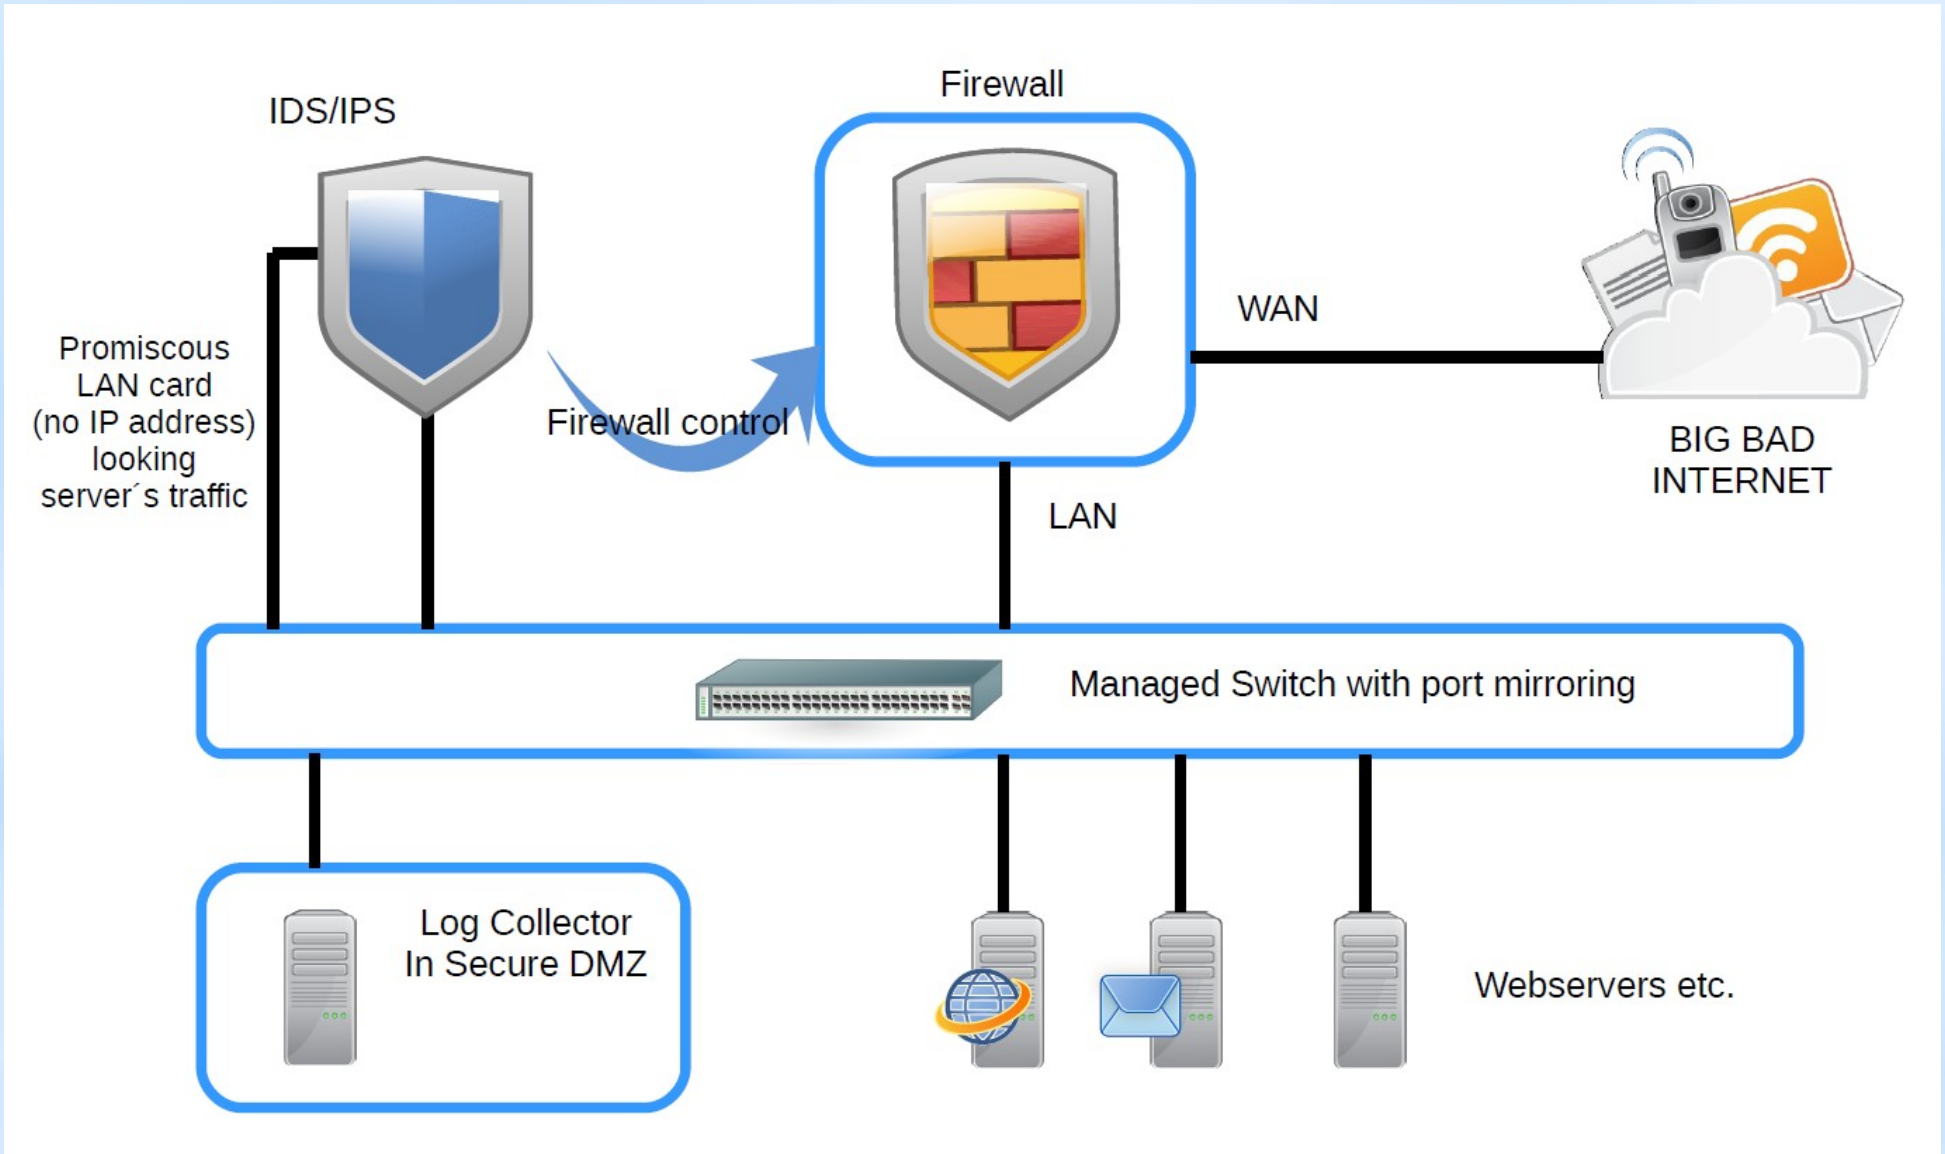 IDS/IPS
Firewall
WAN
Promiscous
LAN card
(no IP address)
looking
server´s traffic
Firewall control
BIG BAD
INTERNET
LAN
Managed Switch with port mirroring
Log Collector
In Secure DMZ
Webservers etc.